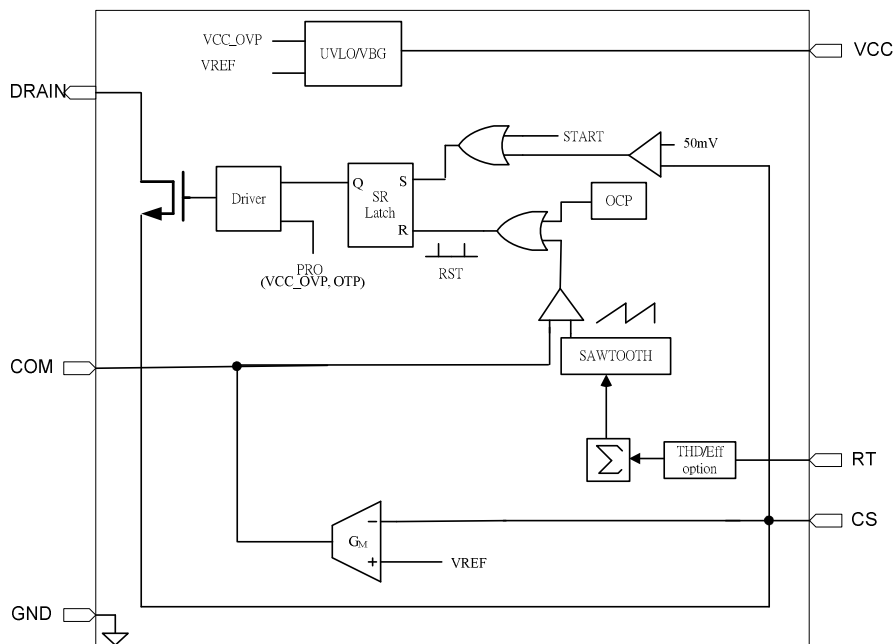 VCC_OVP
VREF
UVLO/VBG
VCC
DRAIN
START
50mV
Driver
Q
S
SR
Latch
R
OCP
PRO
(VCC_OVP, OTP)
RST
SAWTOOTH
COM
Σ
THD/Eff
option
RT
GM
−
+
VREF
CS
GND